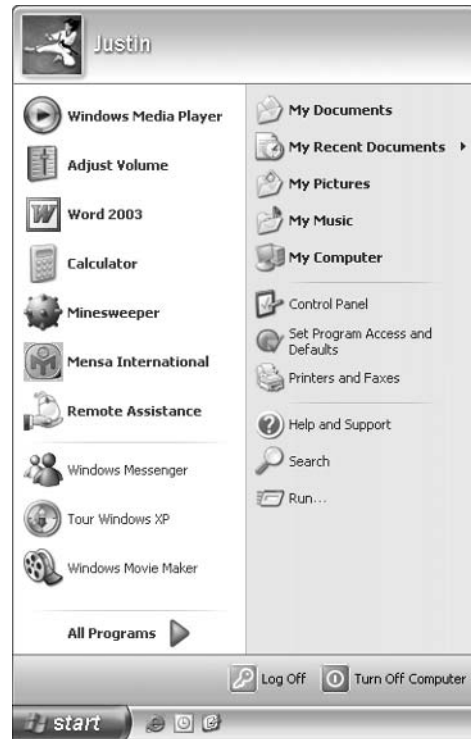 Justin
Windows Media Player
Adjust Volume
Word 2003
Calculator
Minesweeper
Mensa International
Remote Assistance
Windows Messenger
Tour Windows XP
Windows Movie Maker
All Programs
My Documents
My Recent Documents
My Pictures
My Music
My Computer
Control Panel
Set Program Access and
Defaults
Printers and Faxes
Help and Support
Search
Run...
Log Off
Turn Off Computer
start